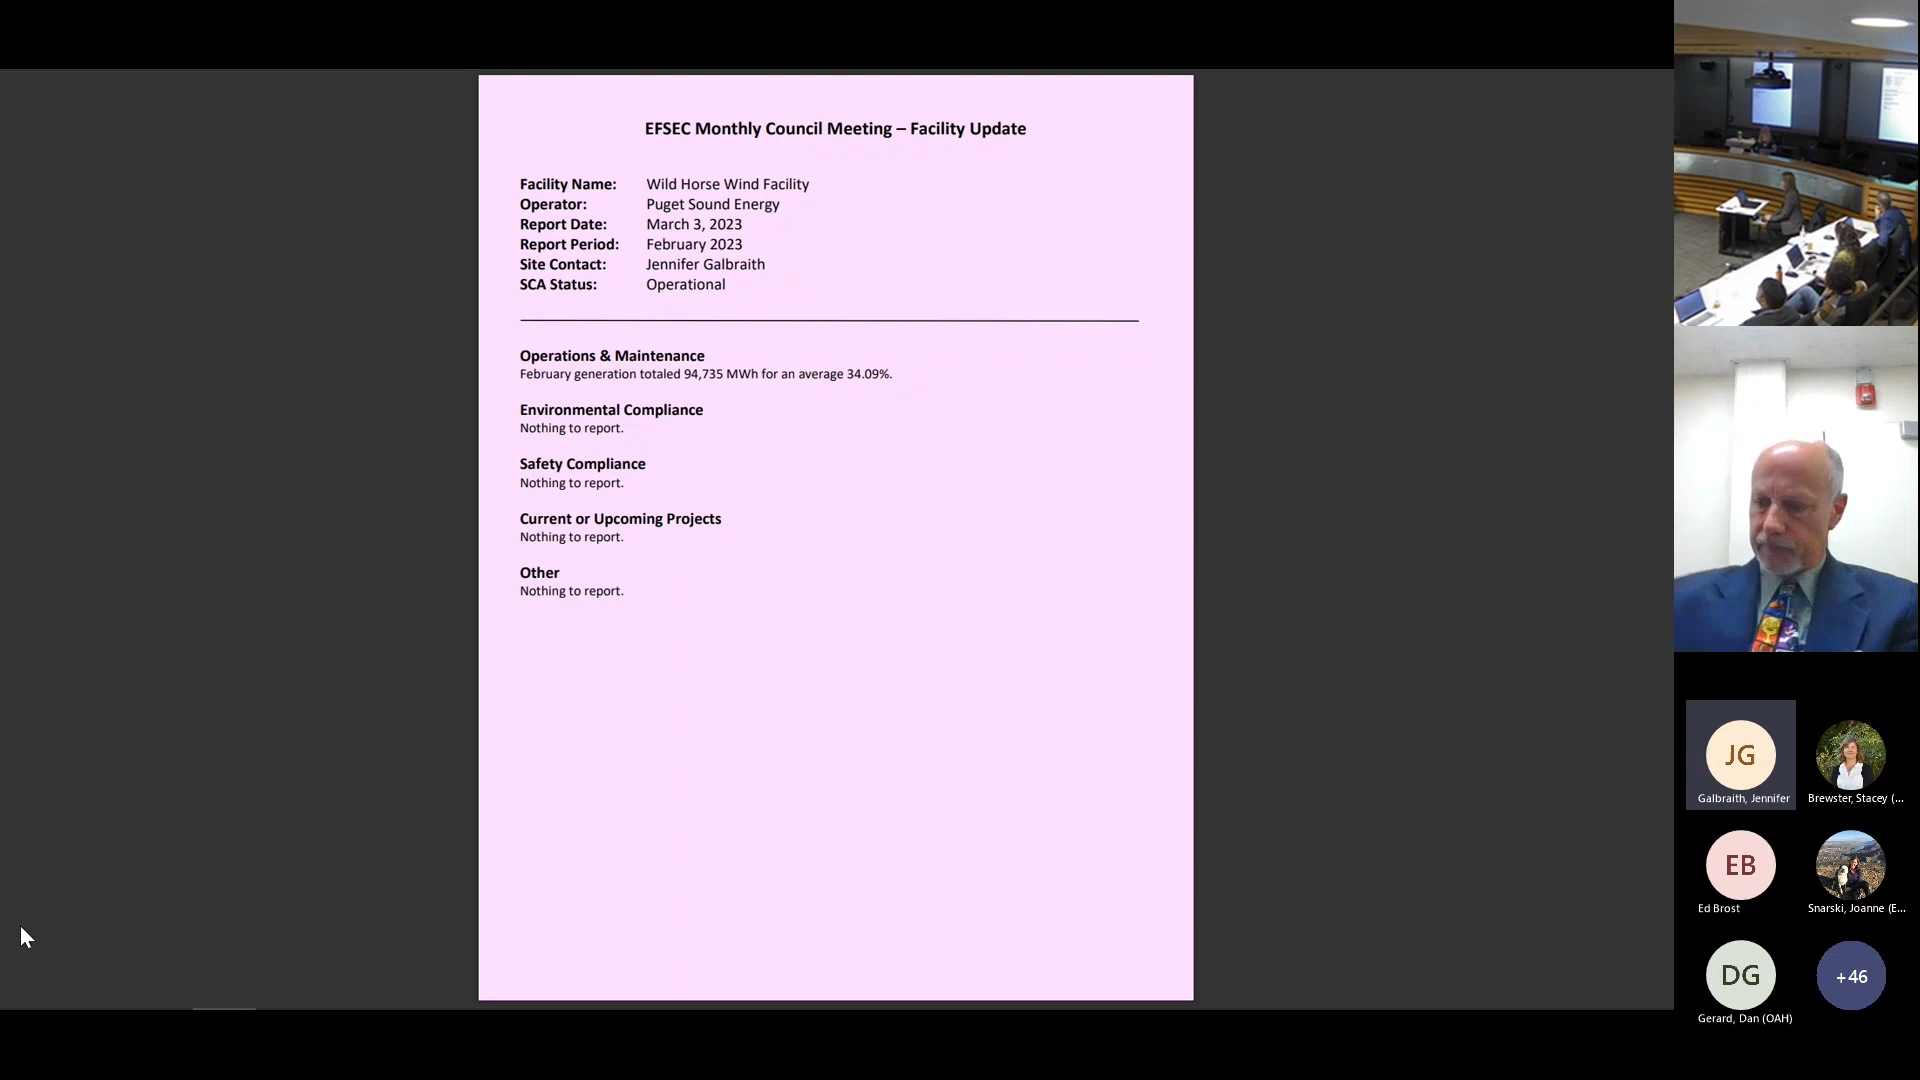 EFSEC Monthly Council Meeting – Facility Update
Facility Name: Wild Horse Wind Facility
Operator: Puget Sound Energy
Report Date: March 3, 2023
Report Period: February 2023
Site Contact: Jennifer Galbraith
SCA Status: Operational
Operations & Maintenance
February generation totaled 94,735 MWh for an average 34.09%.
Environmental Compliance
Nothing to report.
Safety Compliance
Nothing to report.
Current or Upcoming Projects
Nothing to report.
Other
Nothing to report.
JG
Galbraith, Jennifer
Brewster, Stacey (...
EB
Ed Brost
Snarski, Joanne (E...
DG
Gerard, Dan (OAH)
+46